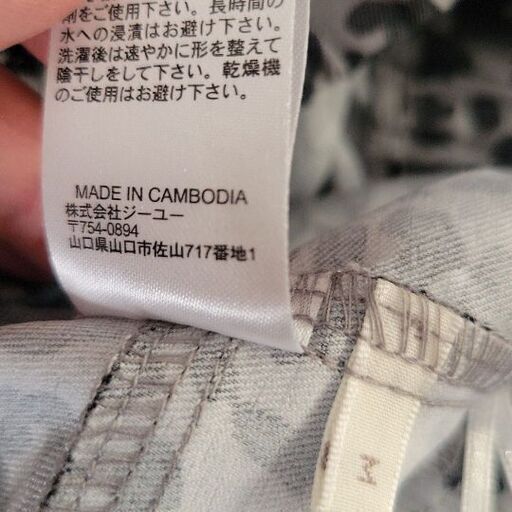 剤をご使用下さい。長時間の
水への浸漬はお避け下さい。
洗濯後は速やかに形を整えて
陰干しをして下さい。乾燥機
のご使用はお避け下さい。
MADE IN CAMBODIA
株式会社ジーユー
〒754-0894
山口県山口市佐山717番地1
M